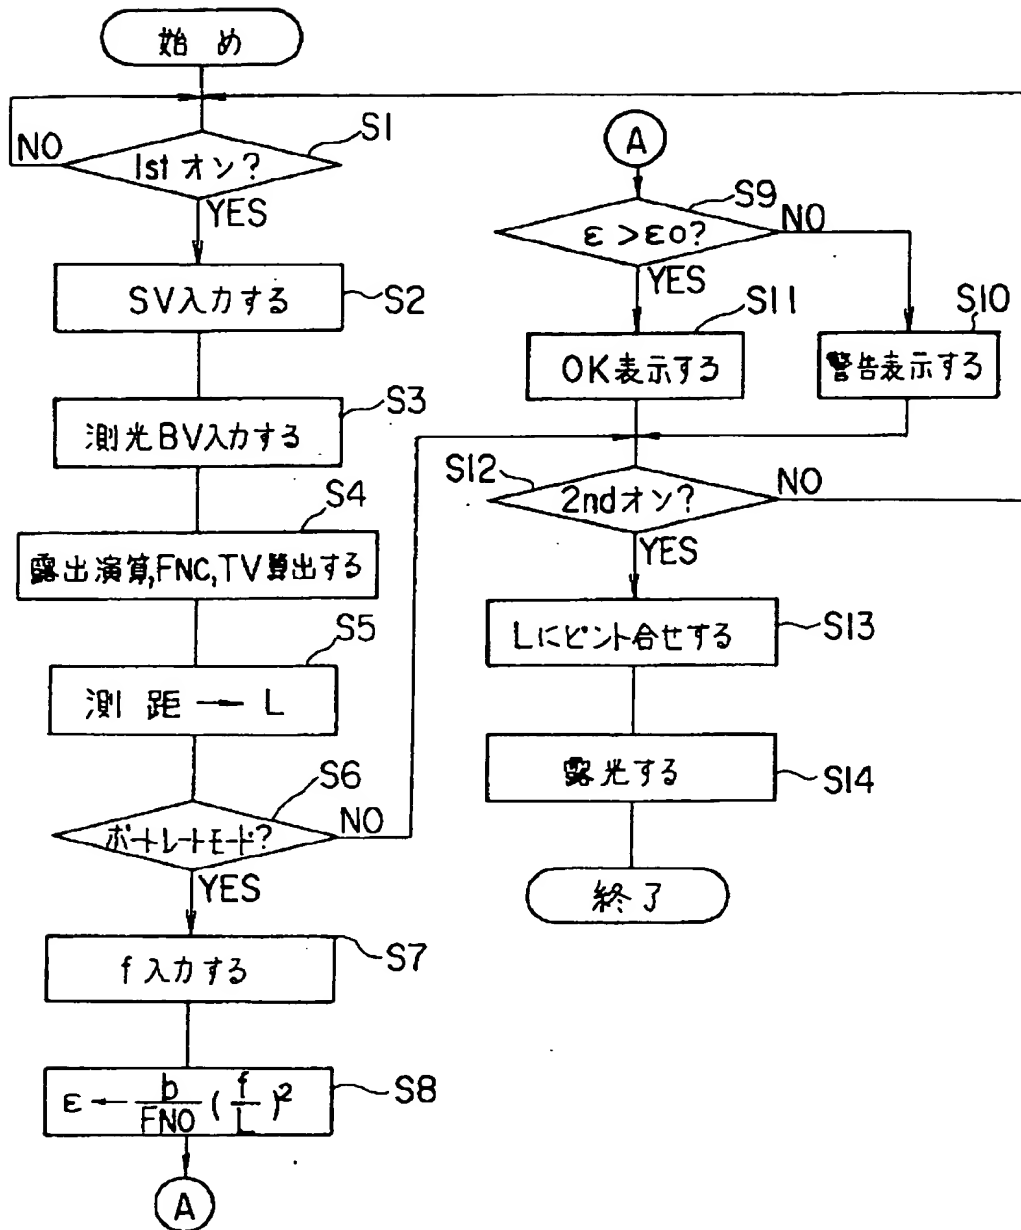 始め
S1
NO
1st オン?
YES
SV入力する
S2
S3
測光BV入力する
S4
露出演算,FNC,TV算出する
S5
測距 → L
S6
ポートレートモード?
NO
YES
S7
f入力する
S8
ε ← b/FNO (f/L)²
A
A
S9
ε > εo?
NO
YES
S11
S10
OK表示する
警告表示する
S12
2ndオン?
NO
YES
Lにピント合せする
S13
露光する
S14
終了